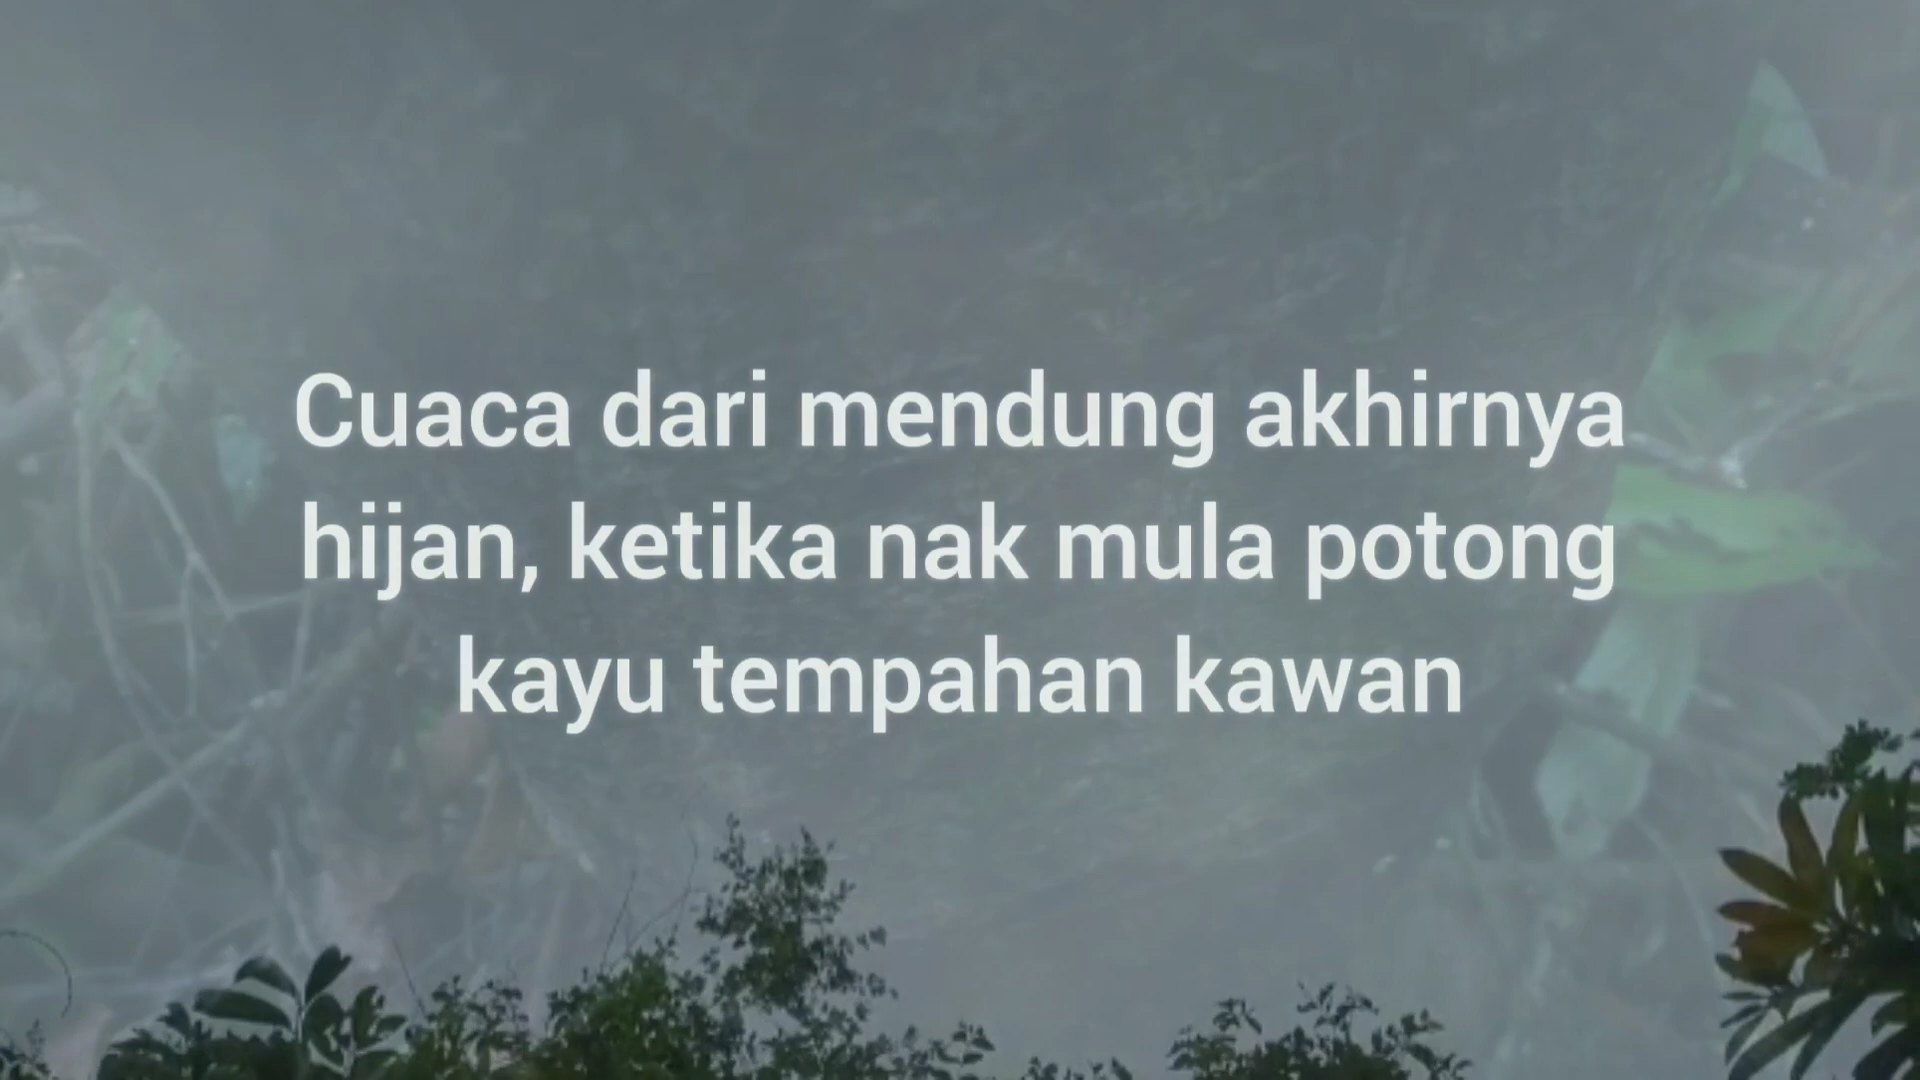 Cuaca dari mendung akhirnya
hijan, ketika nak mula potong
kayu tempahan kawan